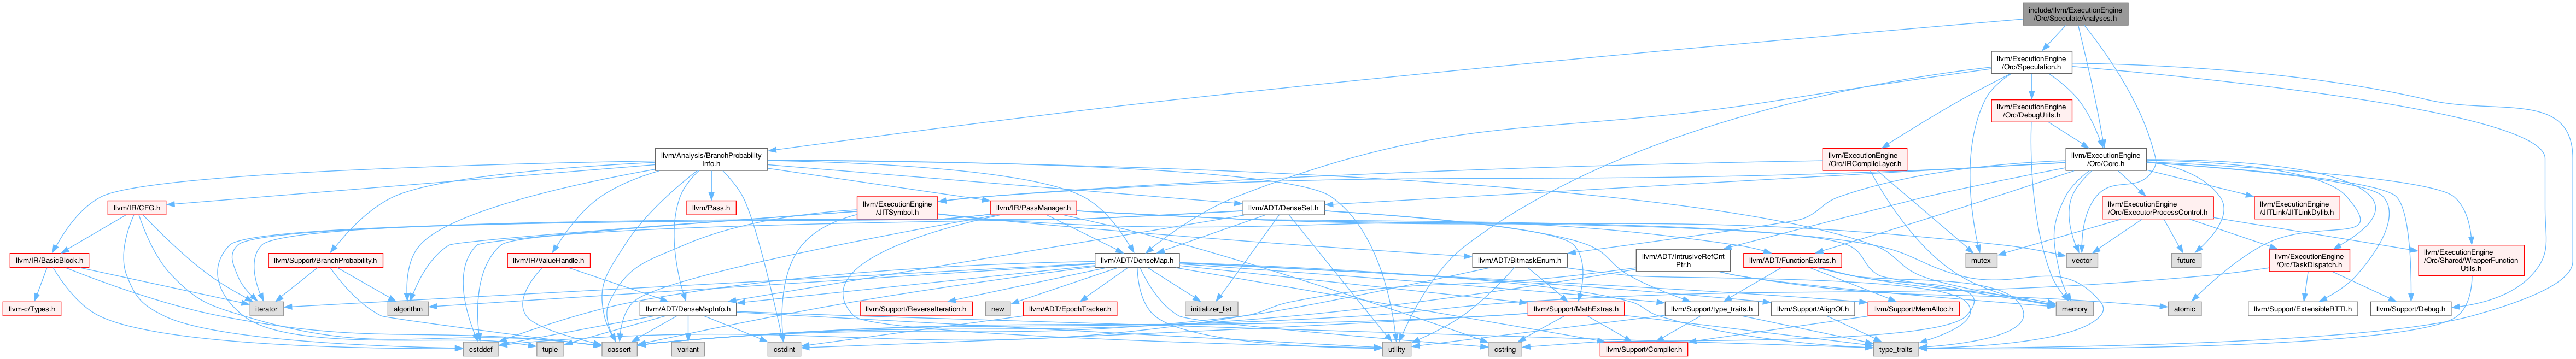 include/llvm/ExecutionEngine
/Orc/SpeculateAnalyses.h
llvm/ExecutionEngine
/Orc/Speculation.h
llvm/ExecutionEngine
/Orc/DebugUtils.h
llvm/Analysis/BranchProbability
Info.h
llvm/ExecutionEngine
/Orc/IRCompileLayer.h
llvm/ExecutionEngine
/Orc/Core.h
llvm/IR/CFG.h
llvm/Pass.h
llvm/ExecutionEngine
/JITSymbol.h
llvm/IR/PassManager.h
llvm/ADT/DenseSet.h
llvm/ExecutionEngine
/Orc/ExecutorProcessControl.h
llvm/ExecutionEngine
/JITLink/JITLinkDylib.h
llvm/IR/BasicBlock.h
llvm/Support/BranchProbability.h
llvm/IR/ValueHandle.h
llvm/ADT/DenseMap.h
llvm/ADT/BitmaskEnum.h
llvm/ADT/IntrusiveRefCnt
Ptr.h
llvm/ADT/FunctionExtras.h
mutex
vector
future
llvm/ExecutionEngine
/Orc/TaskDispatch.h
llvm/ExecutionEngine
/Orc/Shared/WrapperFunction
Utils.h
llvm-c/Types.h
iterator
algorithm
llvm/ADT/DenseMapInfo.h
llvm/Support/ReverseIteration.h
new
llvm/ADT/EpochTracker.h
initializer_list
llvm/Support/MathExtras.h
llvm/Support/type_traits.h
llvm/Support/AlignOf.h
llvm/Support/MemAlloc.h
memory
atomic
llvm/Support/ExtensibleRTTI.h
llvm/Support/Debug.h
cstddef
tuple
cassert
variant
cstdint
utility
cstring
llvm/Support/Compiler.h
type_traits